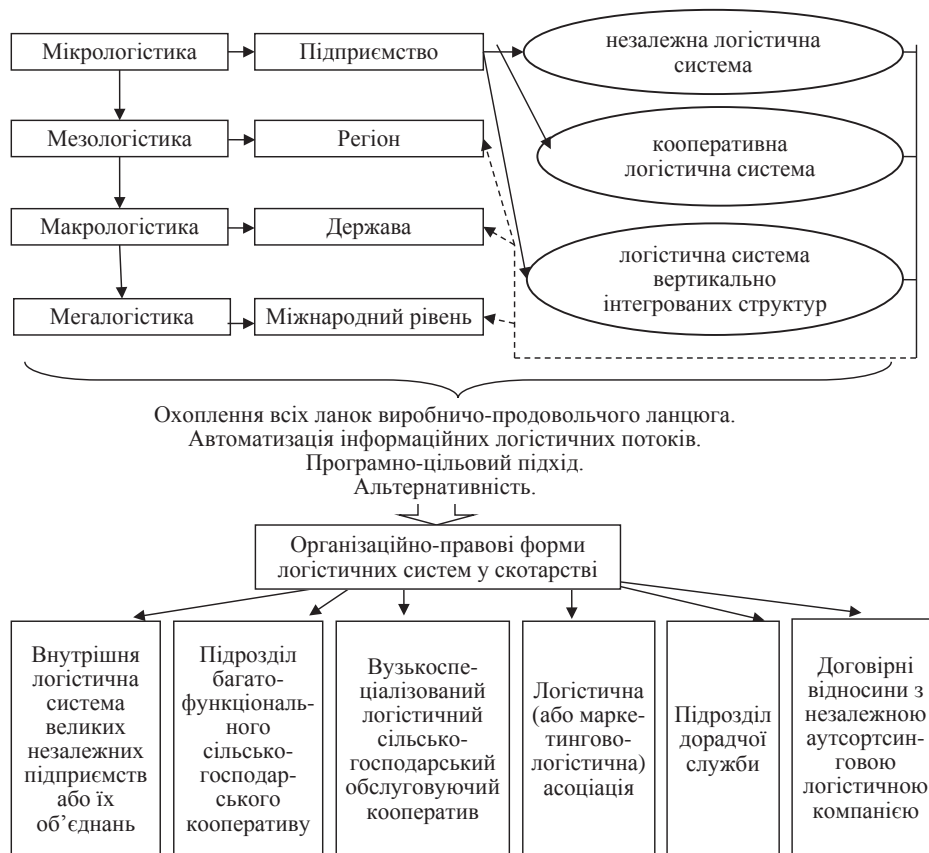 Мікрологістика
Підприємство
незалежна логістична
система
Мезологістика
Регіон
кооперативна
логістична система
Макрологістика
Держава
логістична система
вертикально
інтегрованих структур
Мегалогістика
Міжнародний рівень
Охоплення всіх ланок виробничо-продовольчого ланцюга.
Автоматизація інформаційних логістичних потоків.
Програмно-цільовий підхід.
Альтернативність.
Організаційно-правові форми
логістичних систем у скотарстві
Внутрішня
логістична
система
великих
незалежних
підприємств
або їх
об’єднань
Підрозділ
багато-
функціональ-
ного
сільсько-
господар-
ського
кооперативу
Вузькоспе-
ціалізований
логістичний
сільсько-
господарський
обслуговуючий
кооператив
Логістична
(або марке-
тингово-
логістична)
асоціація
Підрозділ
дорадчої
служби
Договірні
відносини з
незалежною
аутсортсин-
говою
логістичною
компанією